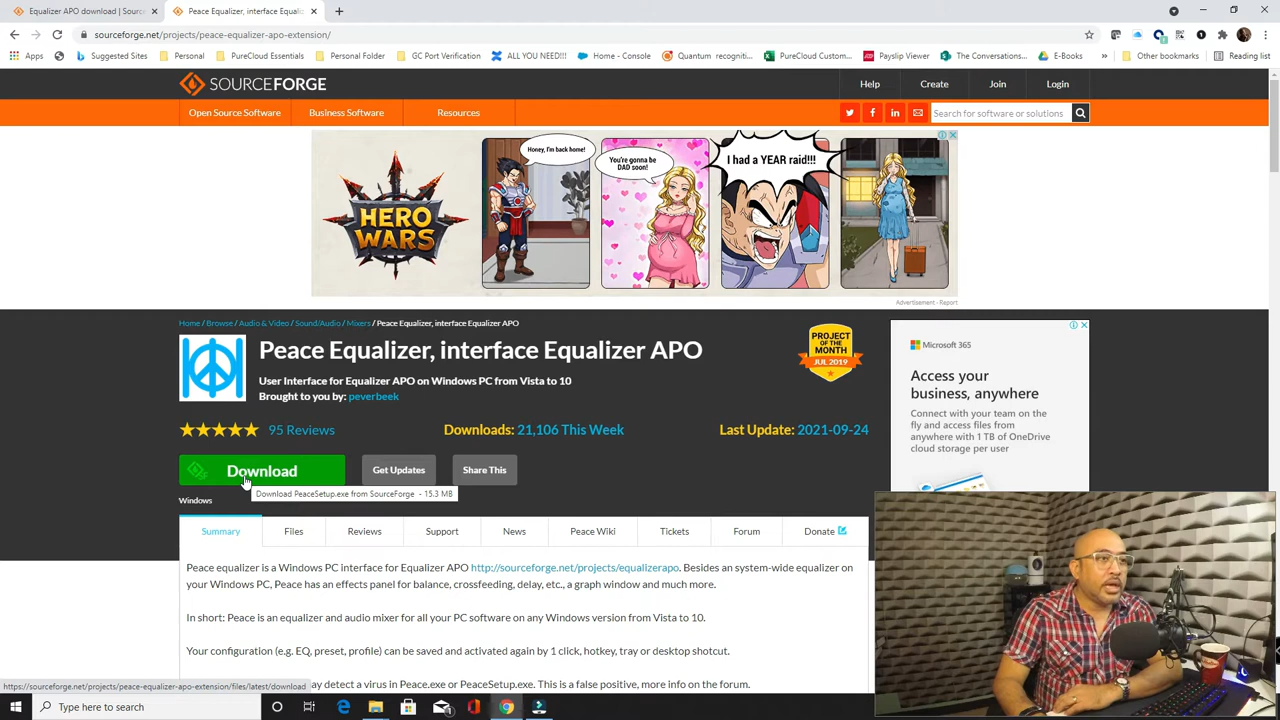 Equalizer APO download | Source
Peace Equalizer, interface Equali
sourceforge.net/projects/peace-equalizer-apo-extension/
Apps
Suggested Sites
Personal
PureCloud Essentials
Personal Folder
GC Port Verification
ALL YOU NEED!!!
Home - Console
Quantum recogniti...
PureCloud Custom...
Payslip Viewer
The Conversations...
E-Books
Other bookmarks
Reading list
SOURCEFORGE
Help
Create
Join
Login
Open Source Software
Business Software
Resources
Search for software or solutions
HERO
WARS
Honey, I'm back home!
You're gonna be
DAD soon!
I had a YEAR raid!!!
Advertisement - Report
Home / Browse / Audio & Video / Sound/Audio / Mixers / Peace Equalizer, interface Equalizer APO
Peace Equalizer, interface Equalizer APO
User Interface for Equalizer APO on Windows PC from Vista to 10
Brought to you by: peverbeek
PROJECT
OF THE
MONTH
JUL 2019
95 Reviews
Downloads: 21,106 This Week
Last Update: 2021-09-24
Download
Get Updates
Share This
Download PeaceSetup.exe from SourceForge - 15.3 MB
Windows
Microsoft 365
Access your
business, anywhere
Connect with your team on the
fly and access files from
anywhere with 1 TB of OneDrive
cloud storage per user
Summary
Files
Reviews
Support
News
Peace Wiki
Tickets
Forum
Donate
Peace equalizer is a Windows PC interface for Equalizer APO http://sourceforge.net/projects/equalizerapo. Besides an system-wide equalizer on
your Windows PC, Peace has an effects panel for balance, crossfeeding, delay, etc., a graph window and much more.
In short: Peace is an equalizer and audio mixer for all your PC software on any Windows version from Vista to 10.
Your configuration (e.g. EQ, preset, profile) can be saved and activated again by 1 click, hotkey, tray or desktop shotcut.
ay detect a virus in Peace.exe or PeaceSetup.exe. This is a false positive, more info on the forum.
https://sourceforge.net/projects/peace-equalizer-apo-extension/files/latest/download
Type here to search